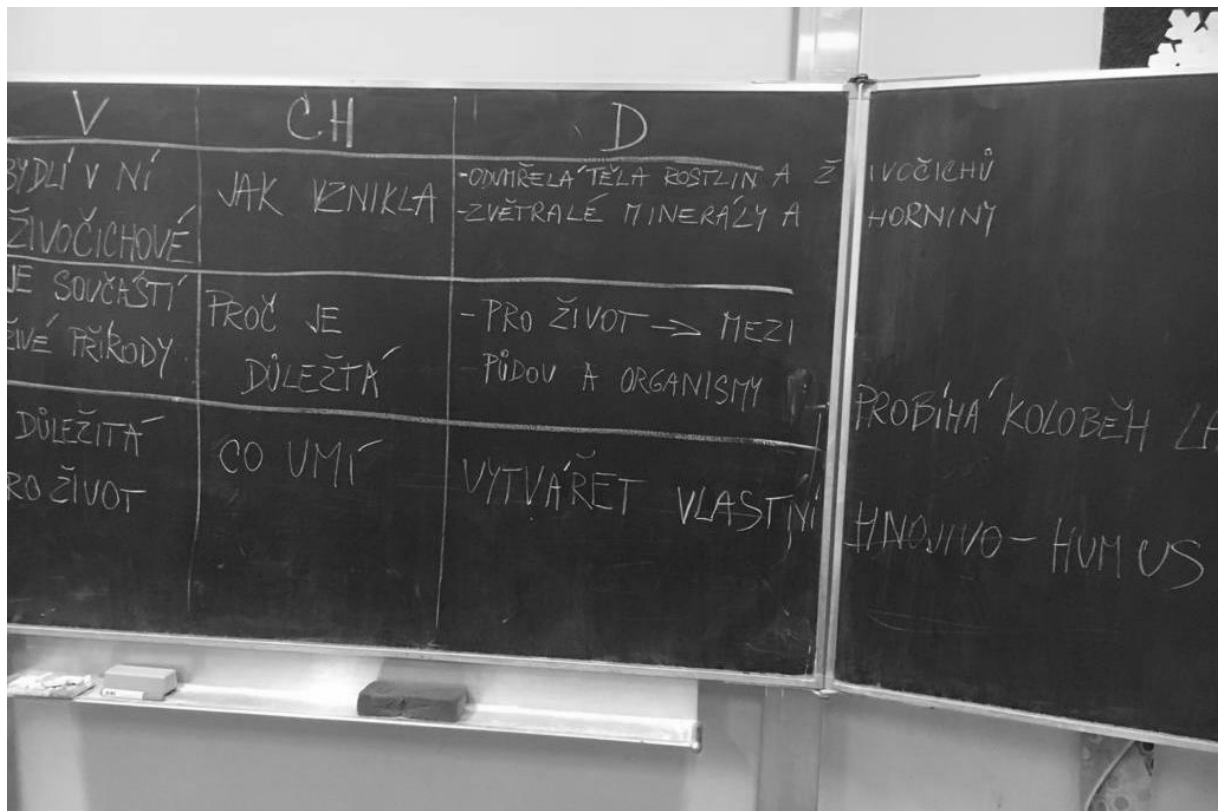 V CH D
BYDLÍ V NÍ
ŽIVOČICHOVÉ
JAK VZNIKLA
-ODUMŘELÁ TĚLA ROSTLIN A ŽIVOČICHŮ
-ZVĚTRALÉ MINERÁLY A HORNINY
JE SOUČÁSTÍ
ŽIVÉ PŘÍRODY
PROČ JE
DŮLEŽTÁ
- PRO ŽIVOT → MEZI
PŮDOU A ORGANISMY
PROBÍHÁ KOLOBĚH
DŮLEŽITÁ
PRO ŽIVOT
CO UMÍ
VYTVÁŘET VLASTNÍ
HNOJIVO - HUMUS